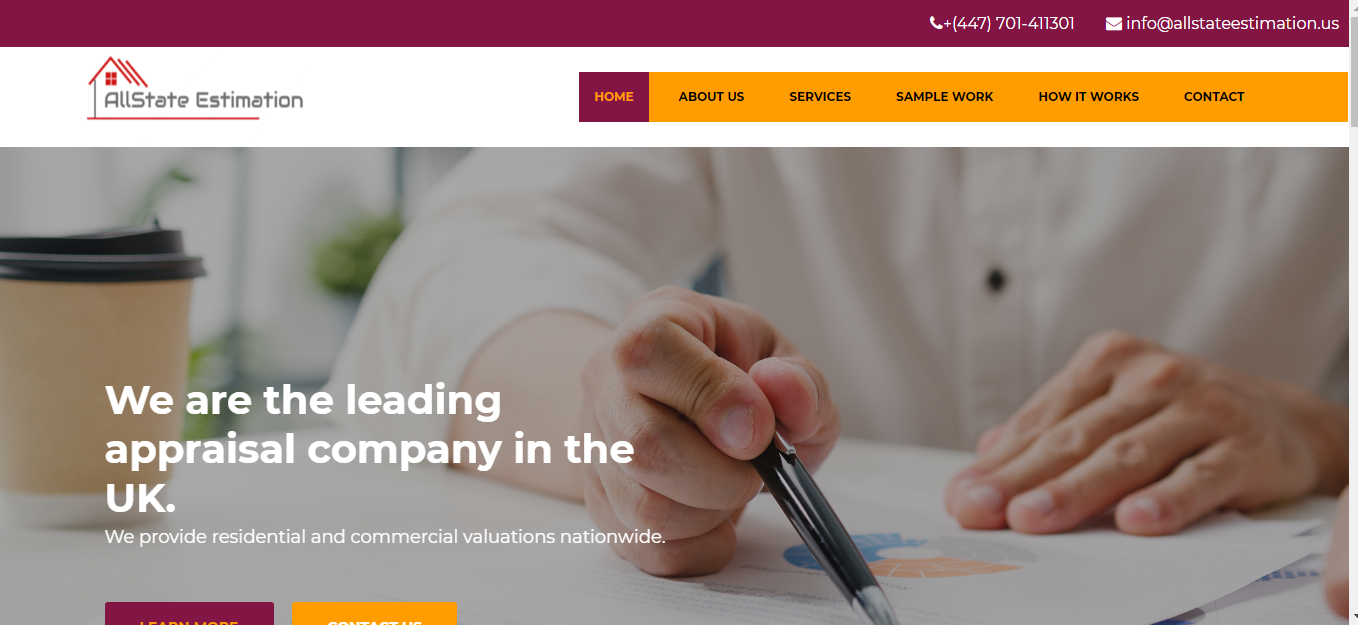 +(447) 701-411301 info@allstateestimation.us
AllState Estimation
HOME ABOUT US SERVICES SAMPLE WORK HOW IT WORKS CONTACT
We are the leading
appraisal company in the
UK.
We provide residential and commercial valuations nationwide.
LEARN MORE CONTACT US